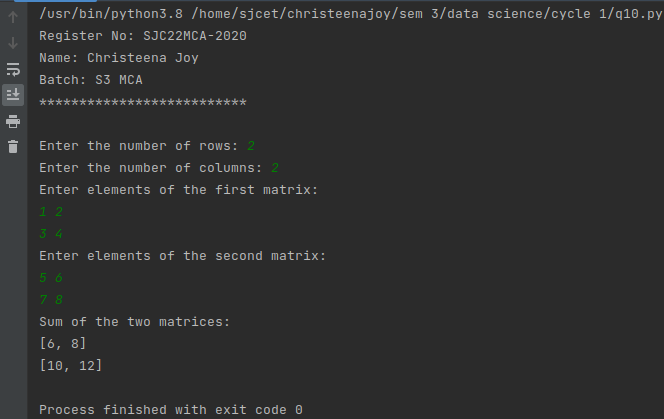 /usr/bin/python3.8 /home/sjcet/christeenajoy/sem 3/data science/cycle 1/q10.py
Register No: SJC22MCA-2020
Name: Christeena Joy
Batch: S3 MCA
**************************
Enter the number of rows: 2
Enter the number of columns: 2
Enter elements of the first matrix:
1 2
3 4
Enter elements of the second matrix:
5 6
7 8
Sum of the two matrices:
[6, 8]
[10, 12]
Process finished with exit code 0